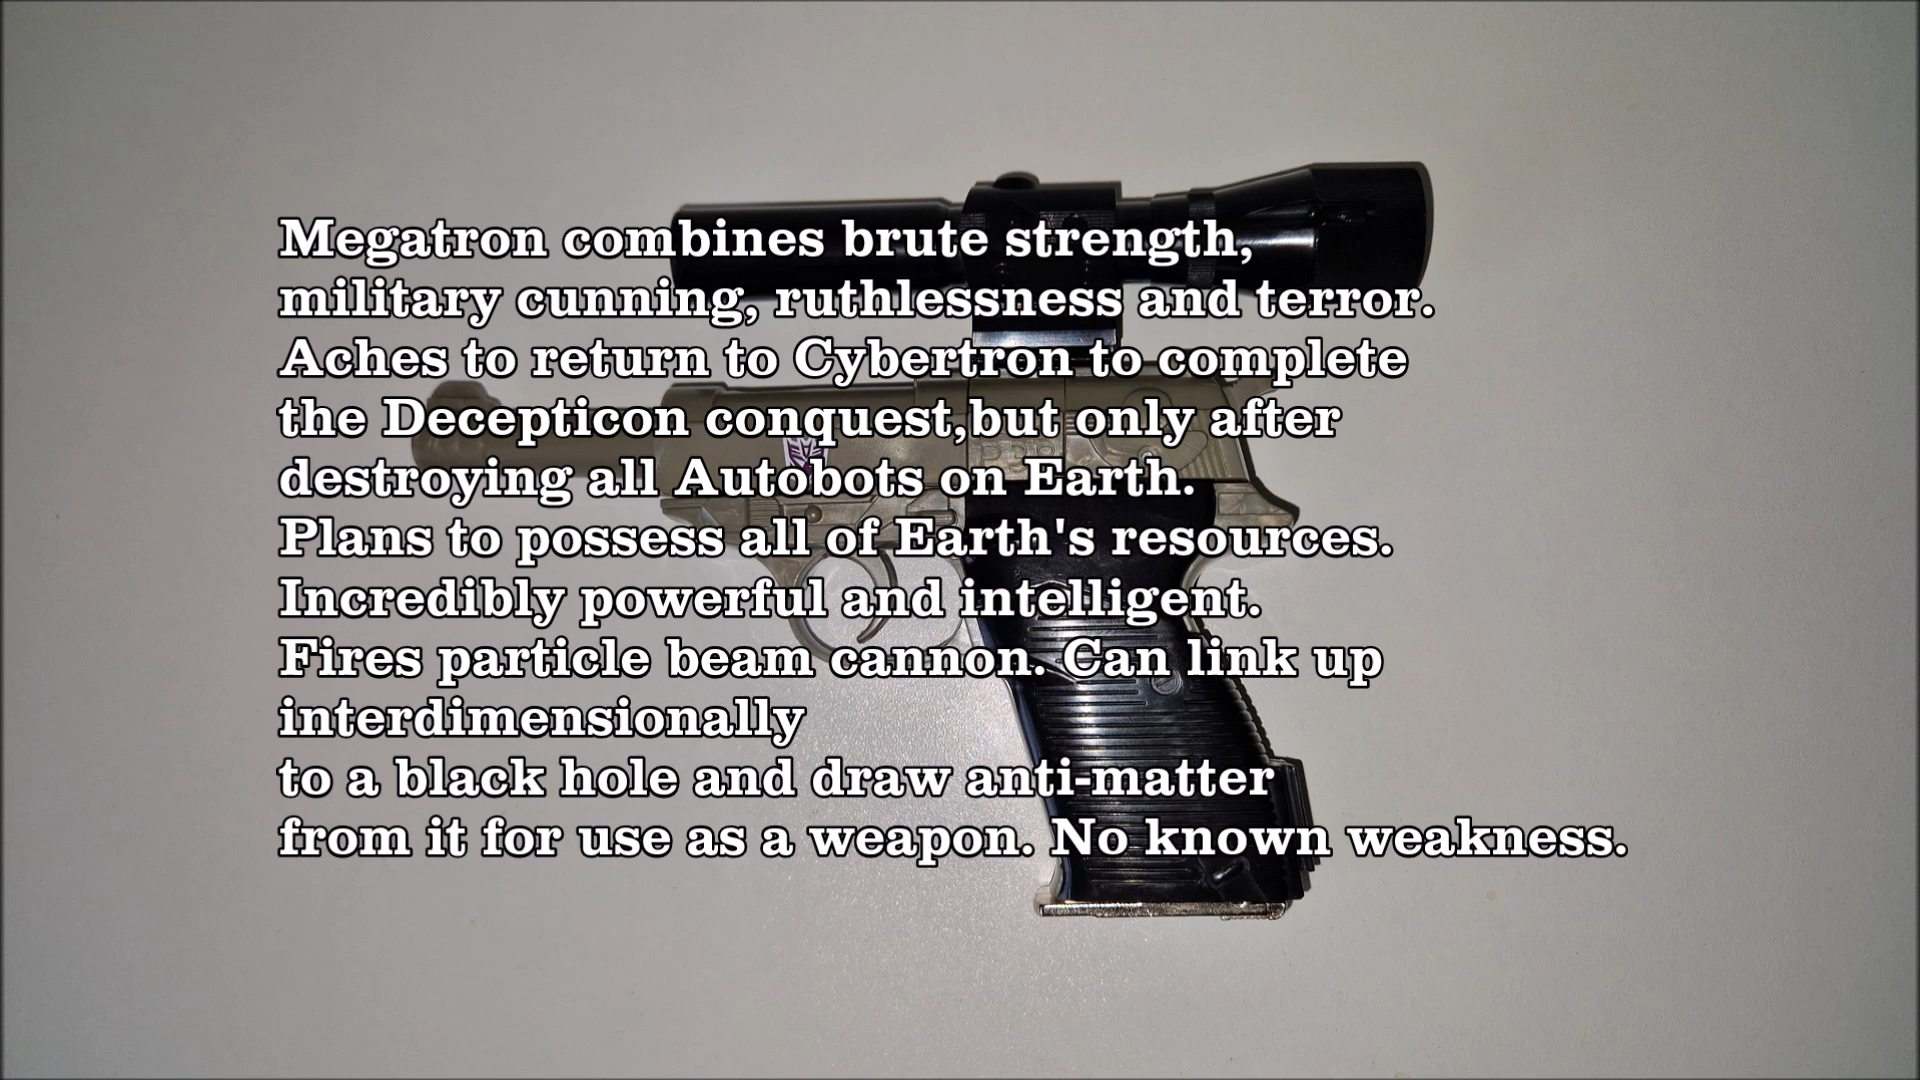 Megatron combines brute strength,
military cunning, ruthlessness and terror.
Aches to return to Cybertron to complete
the Decepticon conquest,but only after
destroying all Autobots on Earth.
Plans to possess all of Earth's resources.
Incredibly powerful and intelligent.
Fires particle beam cannon. Can link up
interdimensionally
to a black hole and draw anti-matter
from it for use as a weapon. No known weakness.